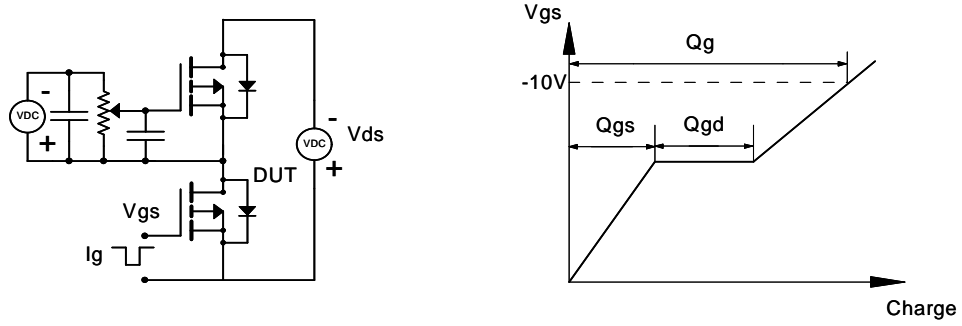 -
VDC
+
-
VDC
+
Vds
DUT
Vgs
Ig
Vgs
Qg
-10V
Qgs
Qgd
Charge